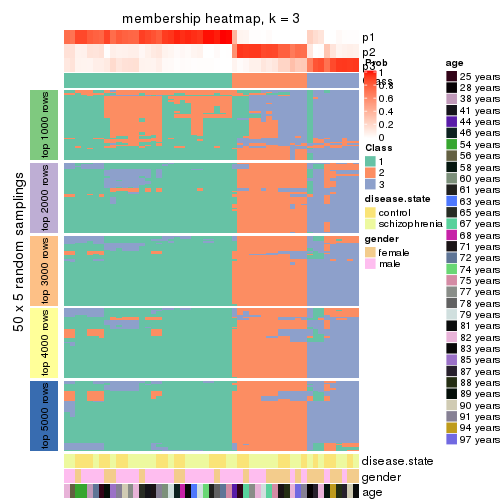 membership heatmap, k = 3
p1
p2
p3
Class
50 x 5 random samplings
top 1000 rows
top 2000 rows
top 3000 rows
top 4000 rows
top 5000 rows
disease.state
gender
age
Prob
1
0.8
0.6
0.4
0.2
0
Class
1
2
3
disease.state
control
schizophrenia
gender
female
male
age
25 years
28 years
38 years
41 years
44 years
46 years
54 years
56 years
58 years
60 years
61 years
63 years
65 years
67 years
68 years
71 years
72 years
74 years
75 years
77 years
78 years
79 years
81 years
82 years
83 years
85 years
87 years
88 years
89 years
90 years
91 years
94 years
97 years